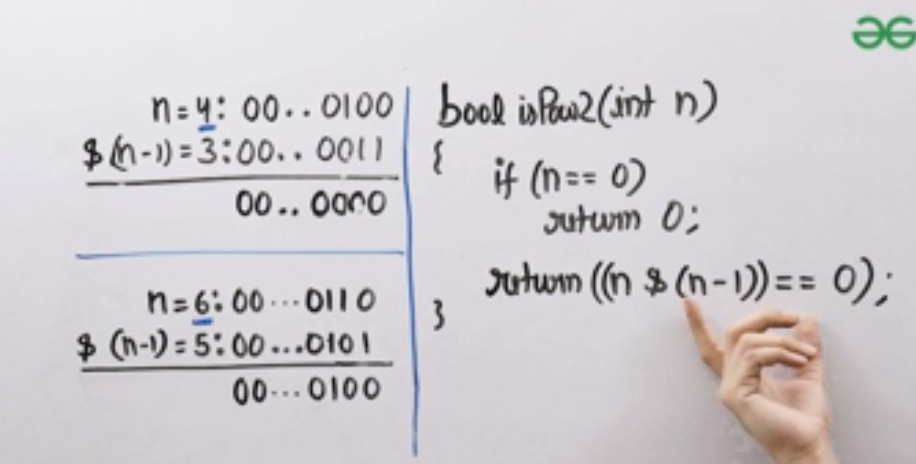 n=4: 00..0100
$(n-1)=3:00..0011
00..0000
n=6:00...0110
$ (n-1)=5:00...0101
00...0100
bool isPow2(int n)
{
if (n== 0)
return 0;
return ((n $ (n-1))== 0);
}